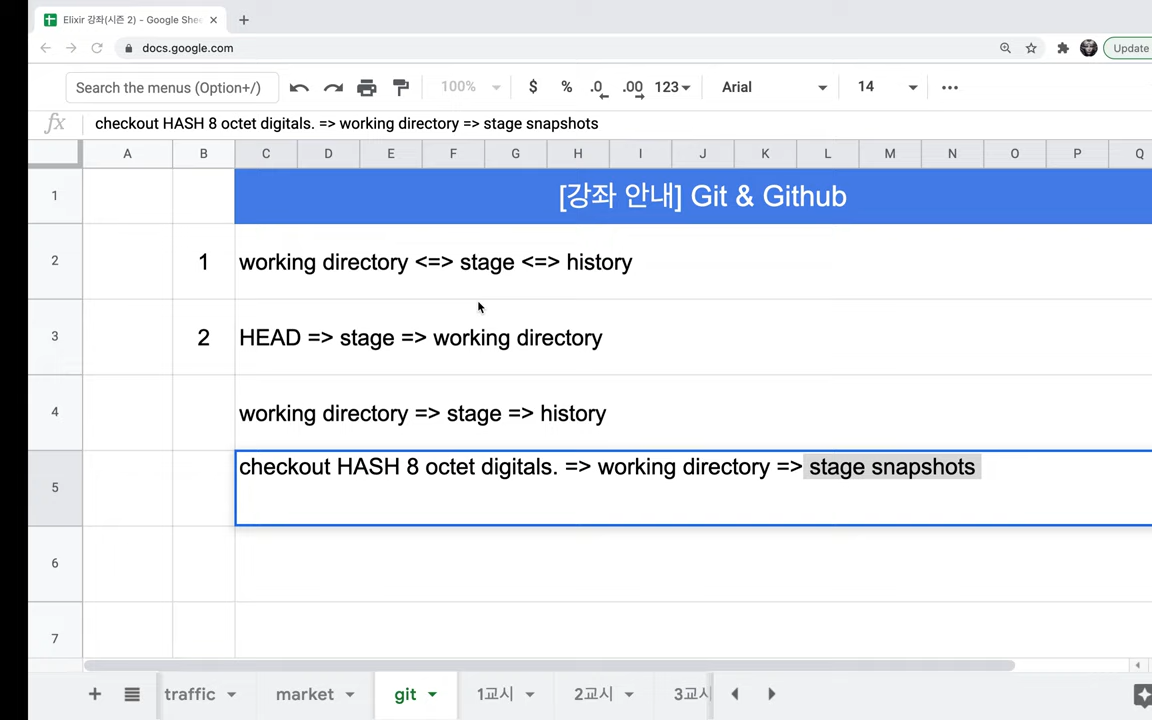 Elixir 강좌(시즌 2) - Google She
docs.google.com
Update
Search the menus (Option+/)
100%
$
%
.0
.00
123
Arial
14
fx
checkout HASH 8 octet digitals. => working directory => stage snapshots
A B C D E F G H I J K L M N O P Q
1 [강좌 안내] Git & Github
2 1 working directory <=> stage <=> history
3 2 HEAD => stage => working directory
4 working directory => stage => history
5 checkout HASH 8 octet digitals. => working directory => stage snapshots
6
7
traffic
market
git
1교시
2교시
3교시